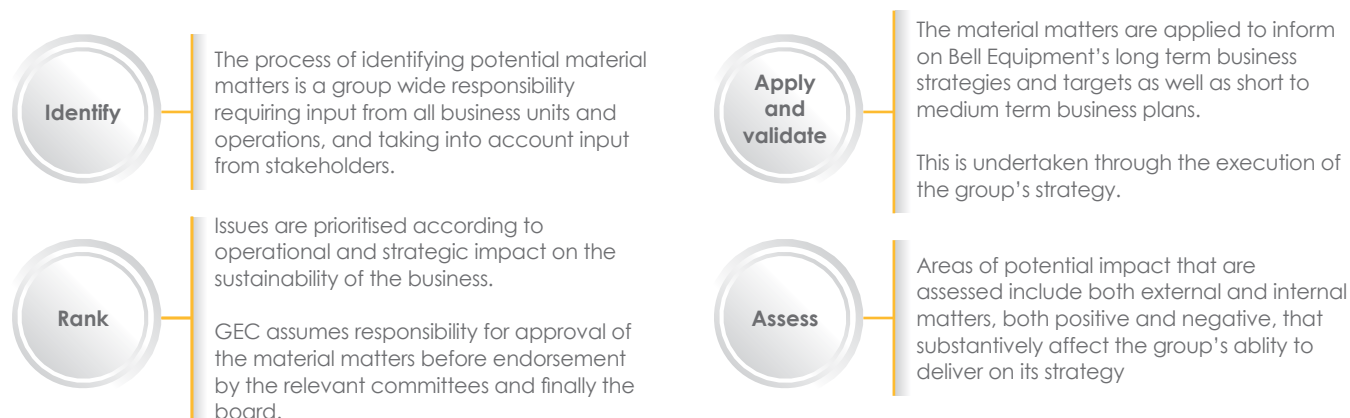 Identify
The process of identifying potential material
matters is a group wide responsibility
requiring input from all business units and
operations, and taking into account input
from stakeholders.
Rank
Issues are prioritised according to
operational and strategic impact on the
sustainability of the business.
GEC assumes responsibility for approval of
the material matters before endorsement
by the relevant committees and finally the
board.
Apply
and
validate
The material matters are applied to inform
on Bell Equipment’s long term business
strategies and targets as well as short to
medium term business plans.
This is undertaken through the execution of
the group’s strategy.
Assess
Areas of potential impact that are
assessed include both external and internal
matters, both positive and negative, that
substantively affect the group’s ablity to
deliver on its strategy